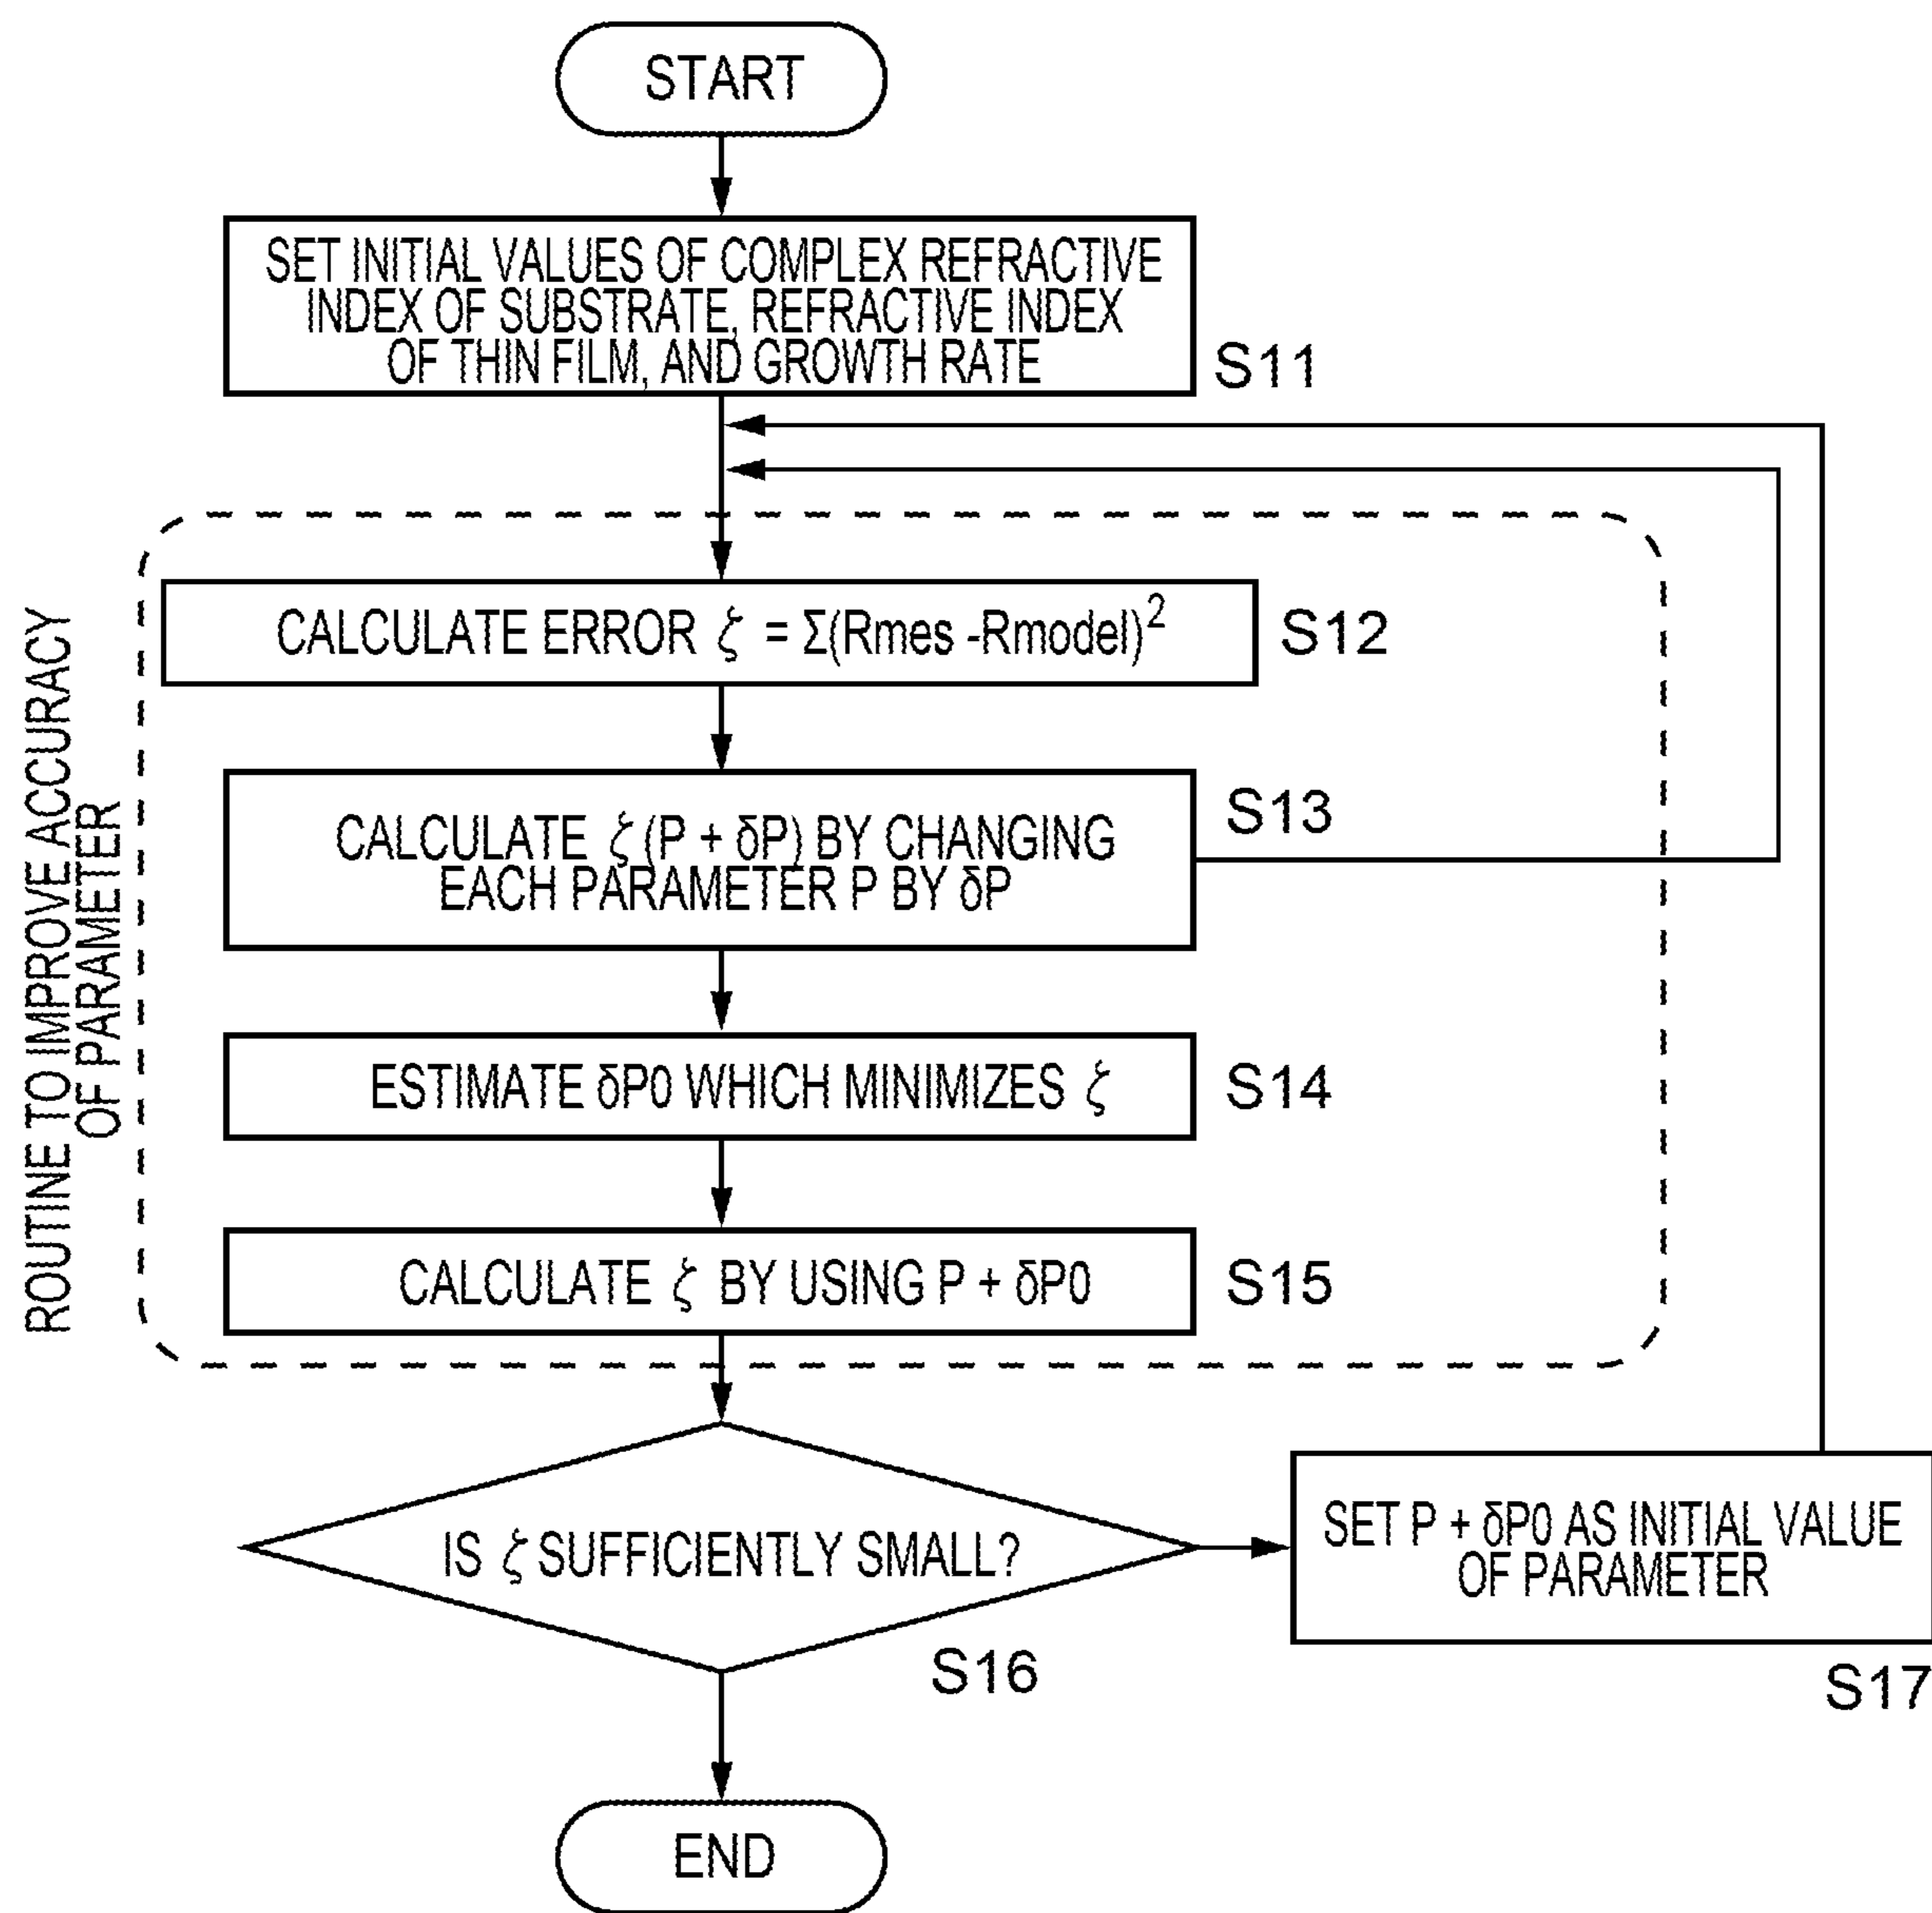 START
SET INITIAL VALUES OF COMPLEX REFRACTIVE
INDEX OF SUBSTRATE, REFRACTIVE INDEX
OF THIN FILM, AND GROWTH RATE
S11
ROUTINE TO IMPROVE ACCURACY
OF PARAMETER
CALCULATE ERROR ζ = Σ(Rmes -Rmodel)²
S12
CALCULATE ζ(P + δP) BY CHANGING
EACH PARAMETER P BY δP
S13
ESTIMATE δP0 WHICH MINIMIZES ζ
S14
CALCULATE ζ BY USING P + δP0
S15
IS ζ SUFFICIENTLY SMALL?
S16
SET P + δP0 AS INITIAL VALUE
OF PARAMETER
S17
END